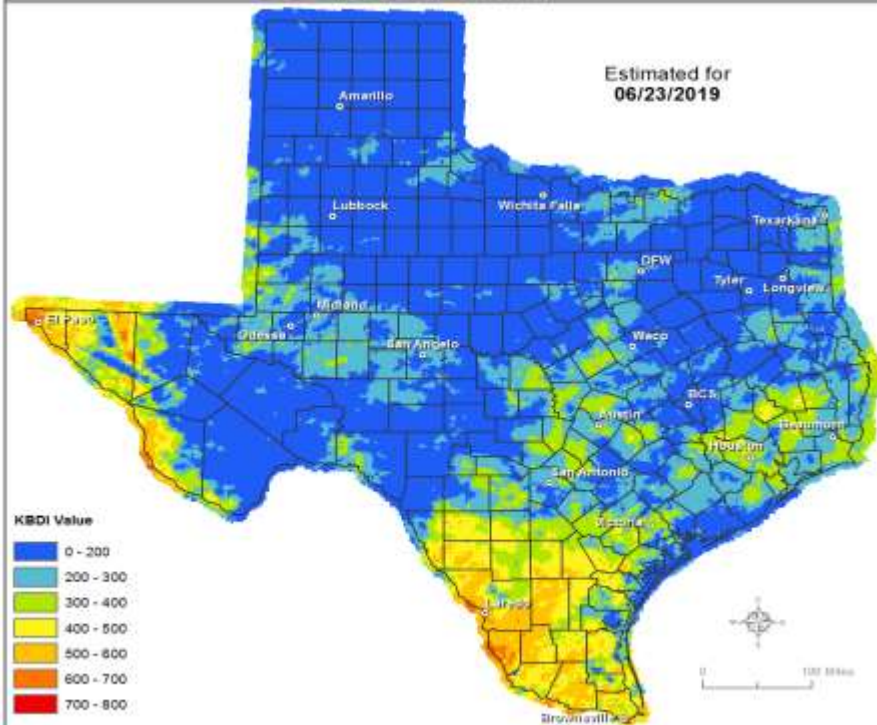 Estimated for
06/23/2019
Amarillo
Lubbock
Wichita Falls
Texarkana
DFW
Tyler
Longview
El Paso
Midland
Odessa
San Angelo
Waco
BCS
Austin
Beaumont
Houston
San Antonio
Victoria
Laredo
Brownsville
KBDI Value
0 - 200
200 - 300
300 - 400
400 - 500
500 - 600
600 - 700
700 - 800
0 100 Miles